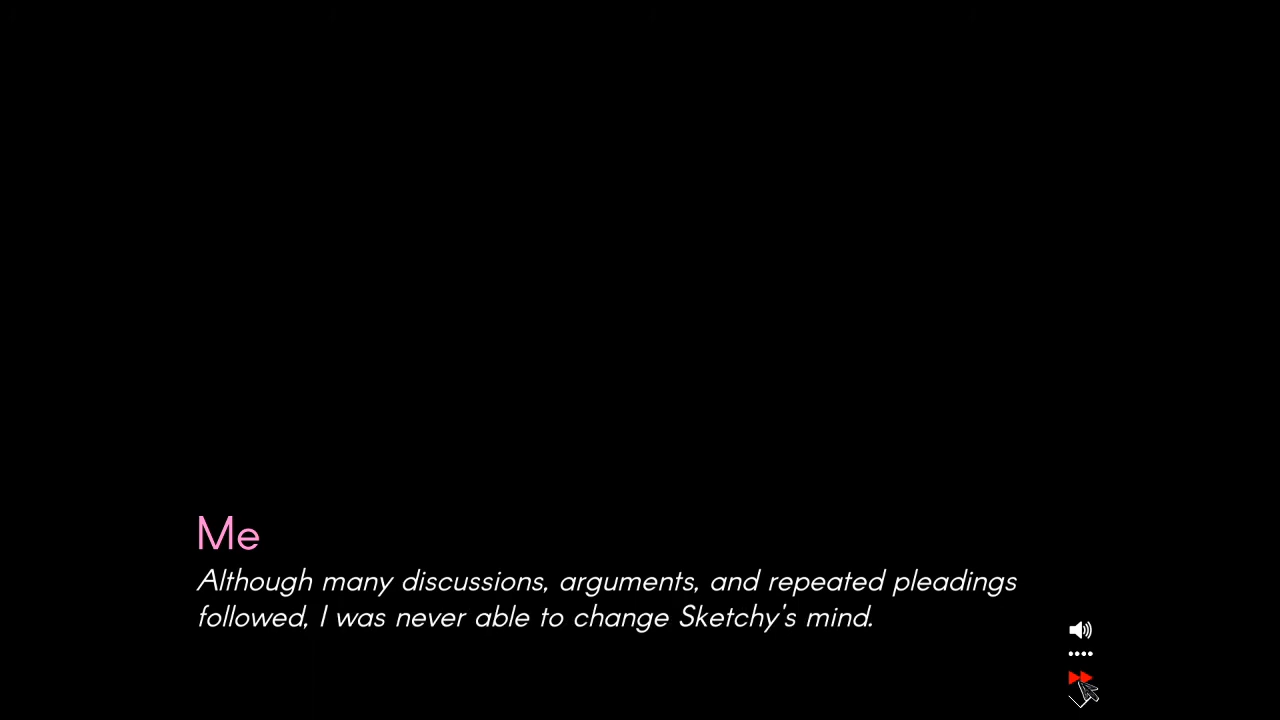 Me
Although many discussions, arguments, and repeated pleadings
followed, I was never able to change Sketchy's mind.